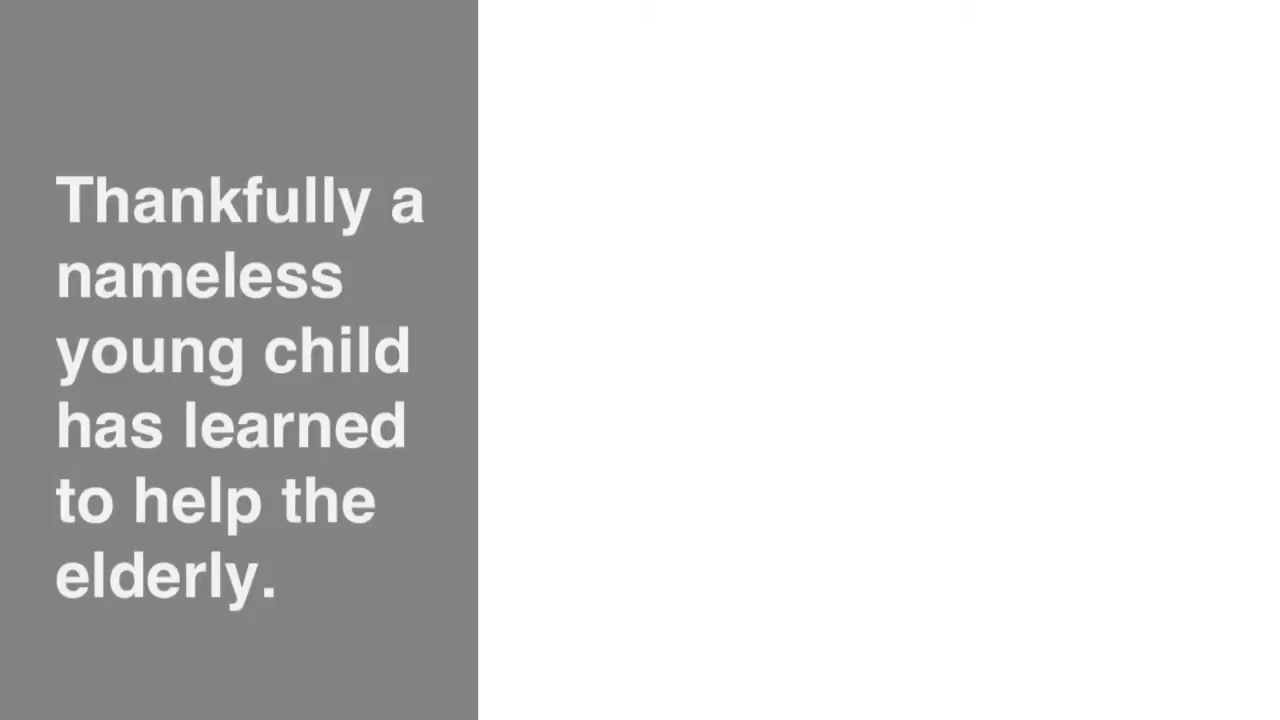 Thankfully a
nameless
young child
has learned
to help the
elderly.